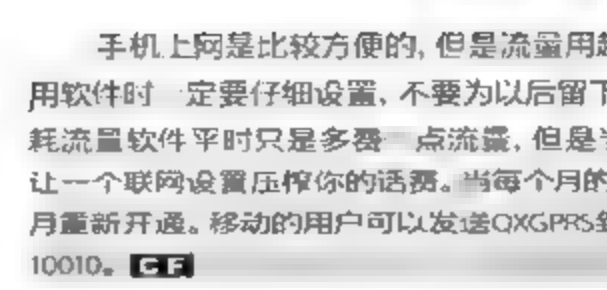 手机上网是比较方便的，但是流量用
用软件时一定要仔细设置，不要为以后留下
耗流量软件平时只是多费一点流量，但是
让一个联网设置压榨你的话费。当每个月的
月重新开通。移动的用户可以发送QXGPRS
10010。CF